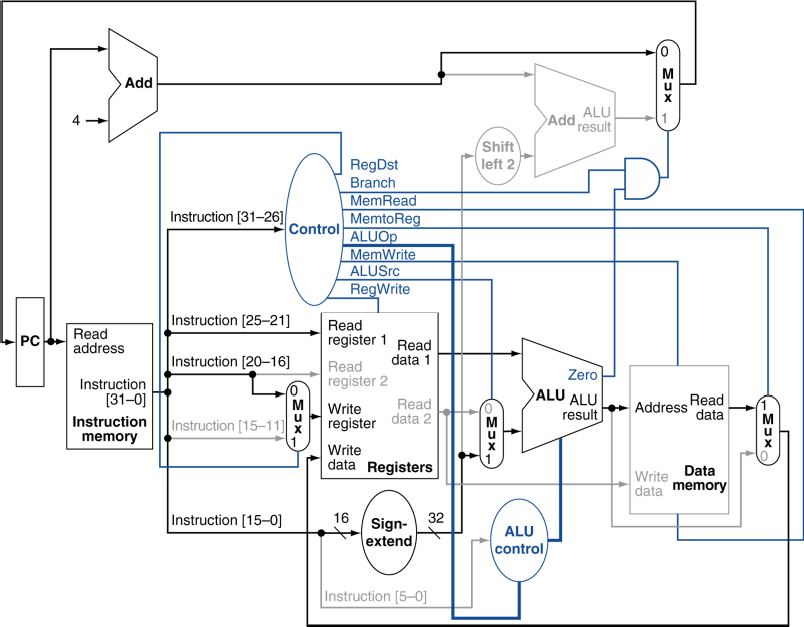 Add
4
0
Mux
1
Add
ALU
result
Shift
left 2
RegDst
Branch
MemRead
MemtoReg
ALUOp
MemWrite
ALUSrc
RegWrite
Control
Instruction [31–26]
Instruction [25–21]
Instruction [20–16]
Instruction [15–11]
Instruction [15–0]
PC
Read
address
Instruction
[31–0]
Instruction
memory
0
Mux
1
Read
register 1
Read
register 2
Write
register
Write
data
Read
data 1
Read
data 2
Registers
0
Mux
1
Zero
ALU
ALU
result
Address
Read
data
Write
data
Data
memory
1
Mux
0
16
Sign-
extend
32
ALU
control
Instruction [5–0]